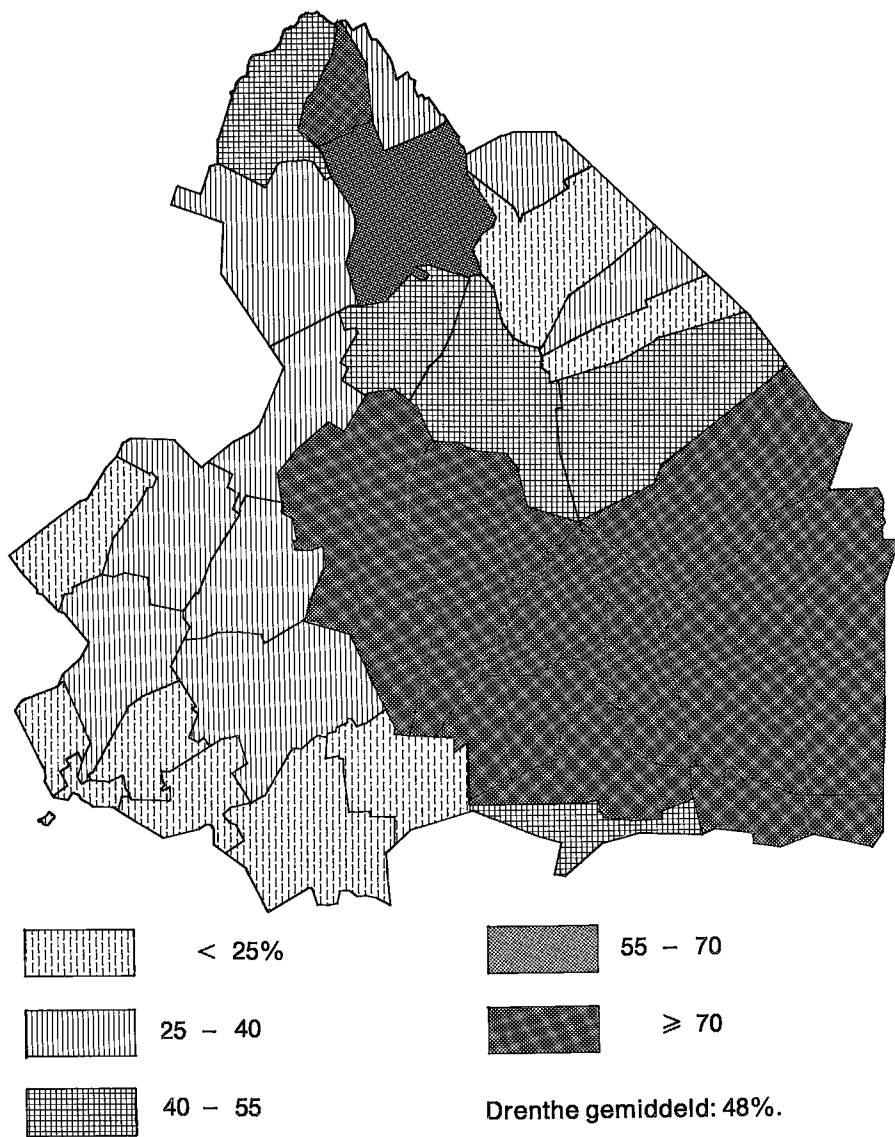 < 25%
25 – 40
40 – 55
55 – 70
⩾ 70
Drenthe gemiddeld: 48%.